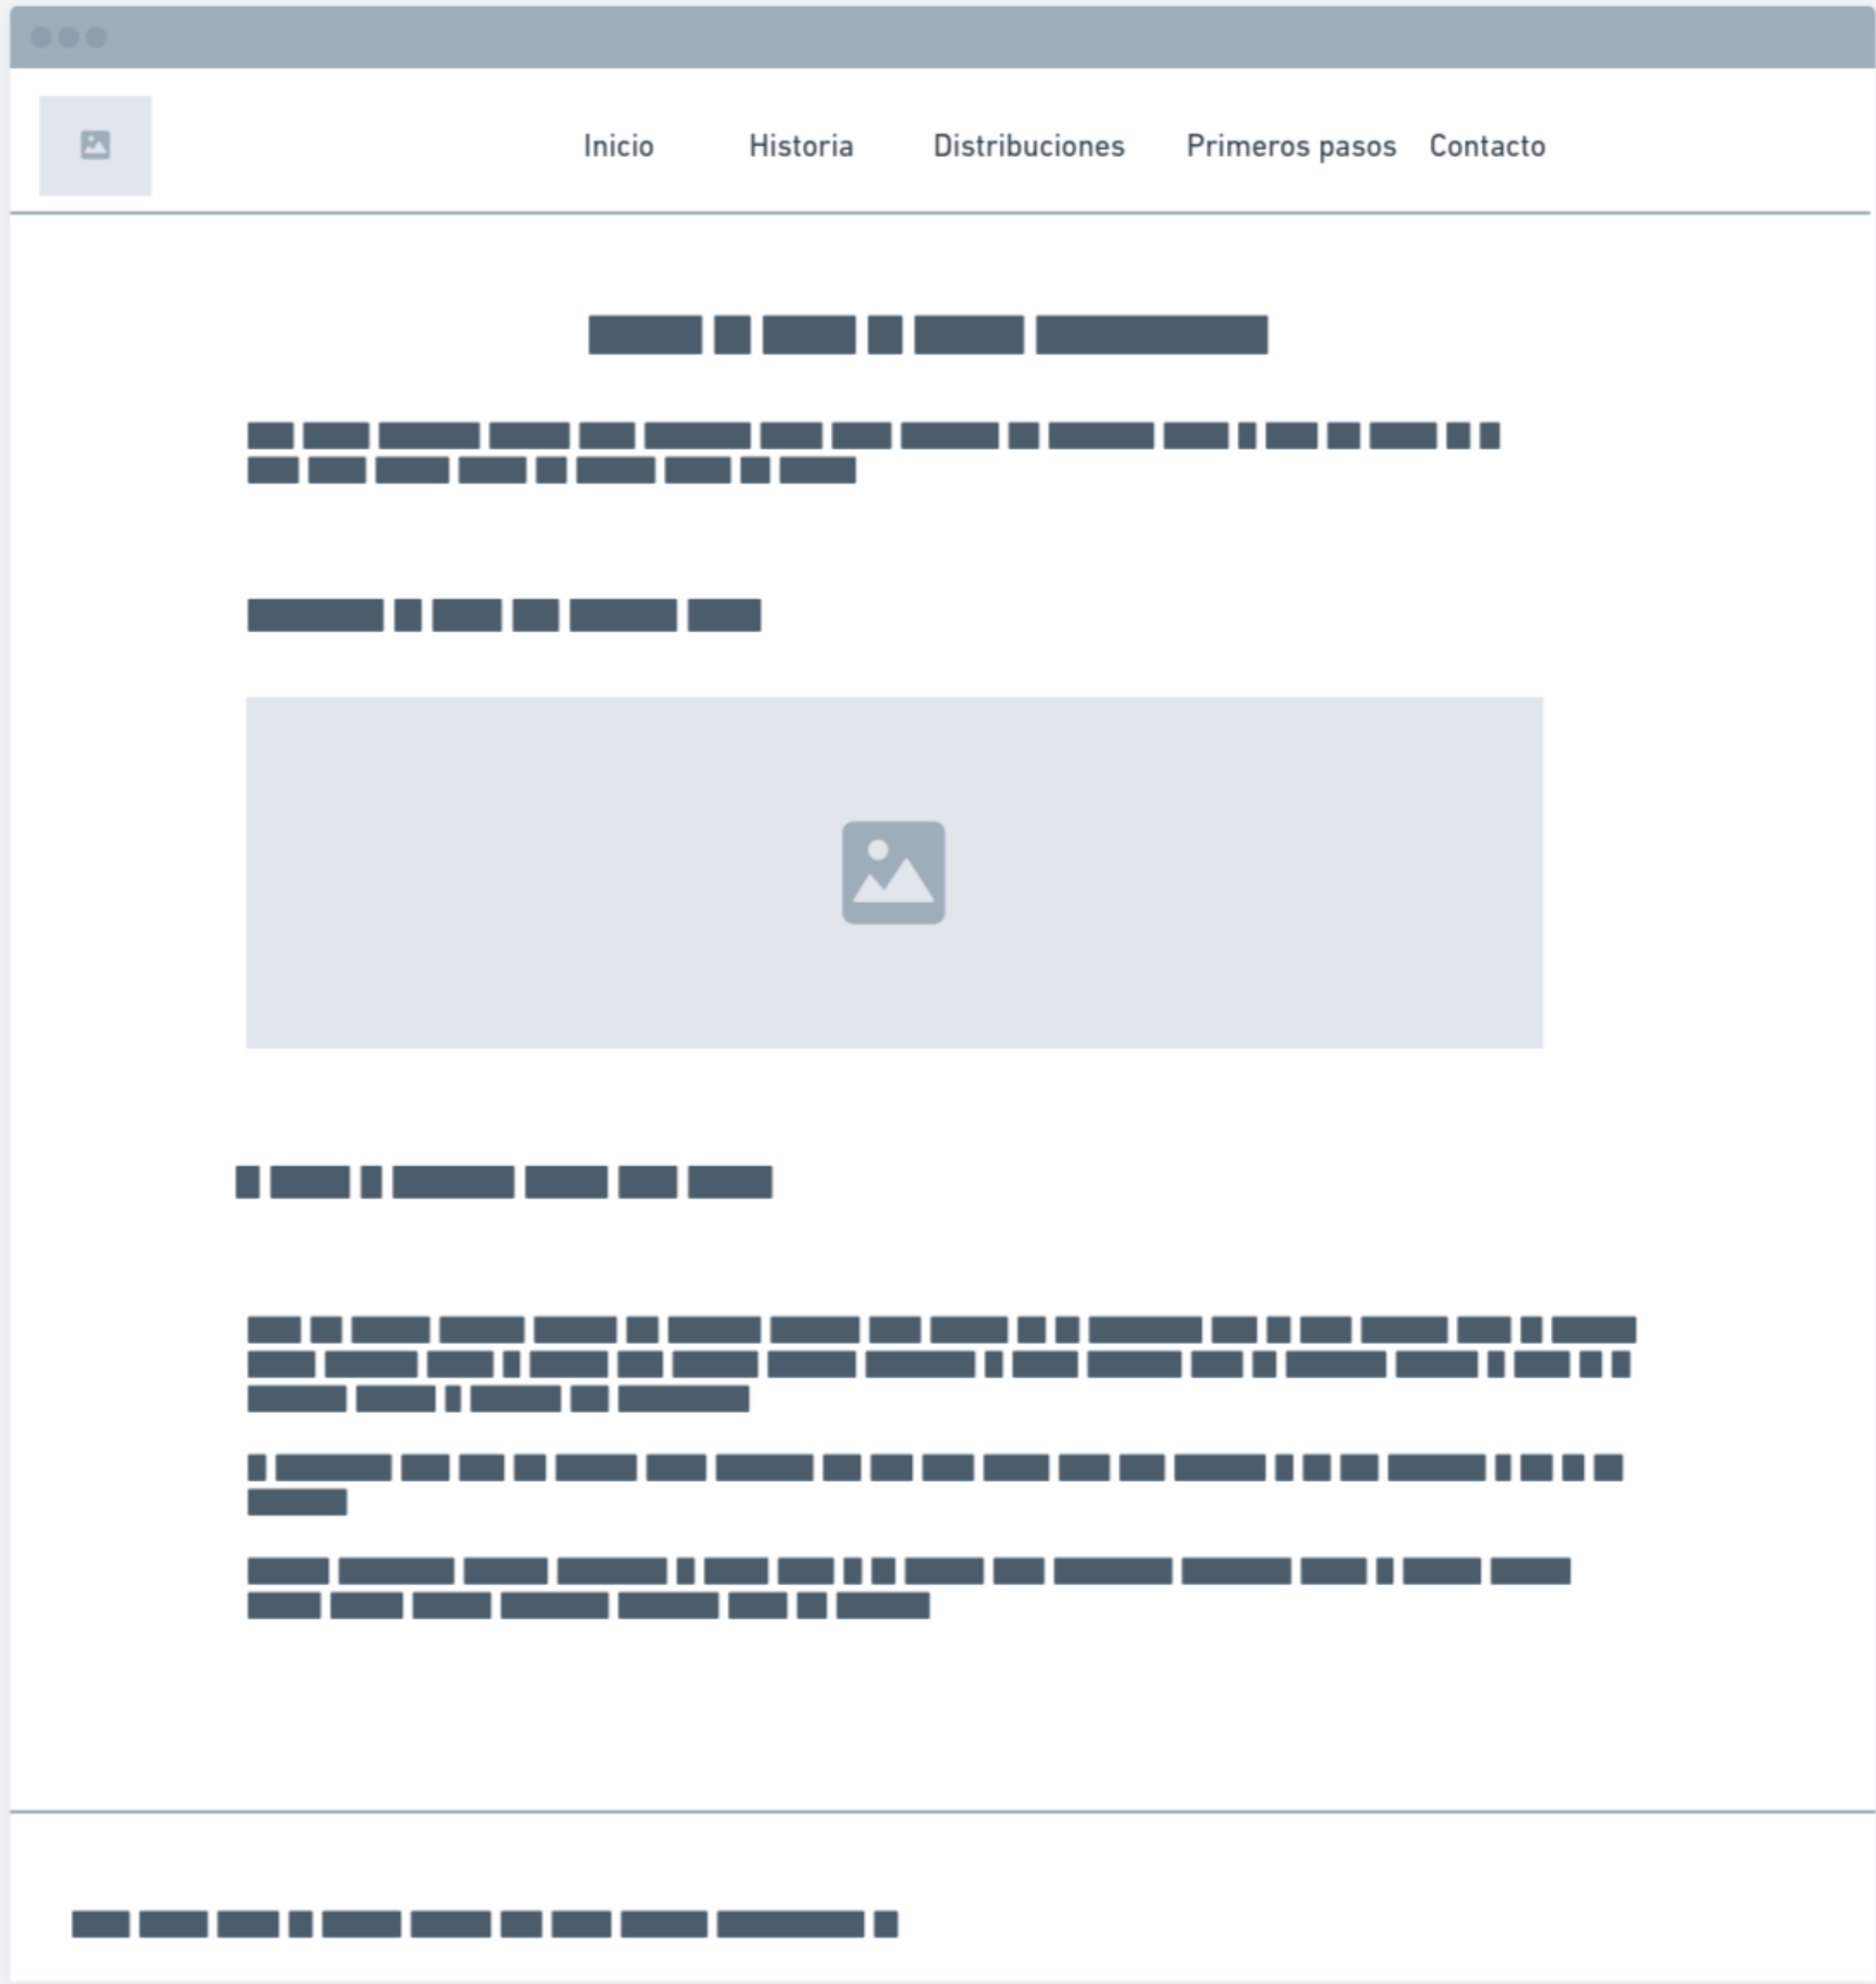 Inicio
Historia
Distribuciones
Primeros pasos
Contacto